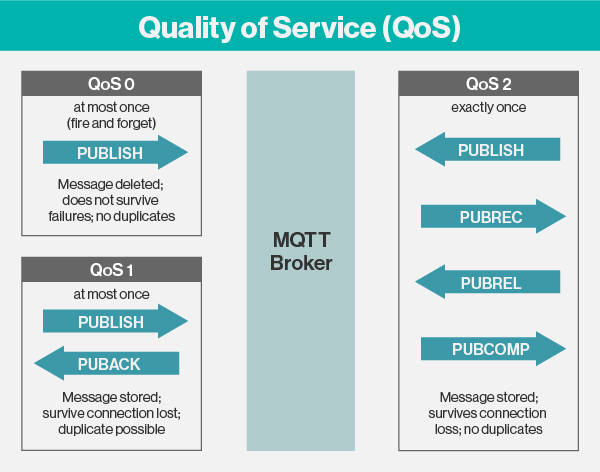 Quality of Service (QoS)
QoS 0
at most once
(fire and forget)
PUBLISH
Message deleted;
does not survive
failures; no duplicates
QoS 1
at most once
PUBLISH
PUBACK
Message stored;
survive connection lost;
duplicate possible
MQTT
Broker
QoS 2
exactly once
PUBLISH
PUBREC
PUBREL
PUBCOMP
Message stored;
survives connection
loss; no duplicates